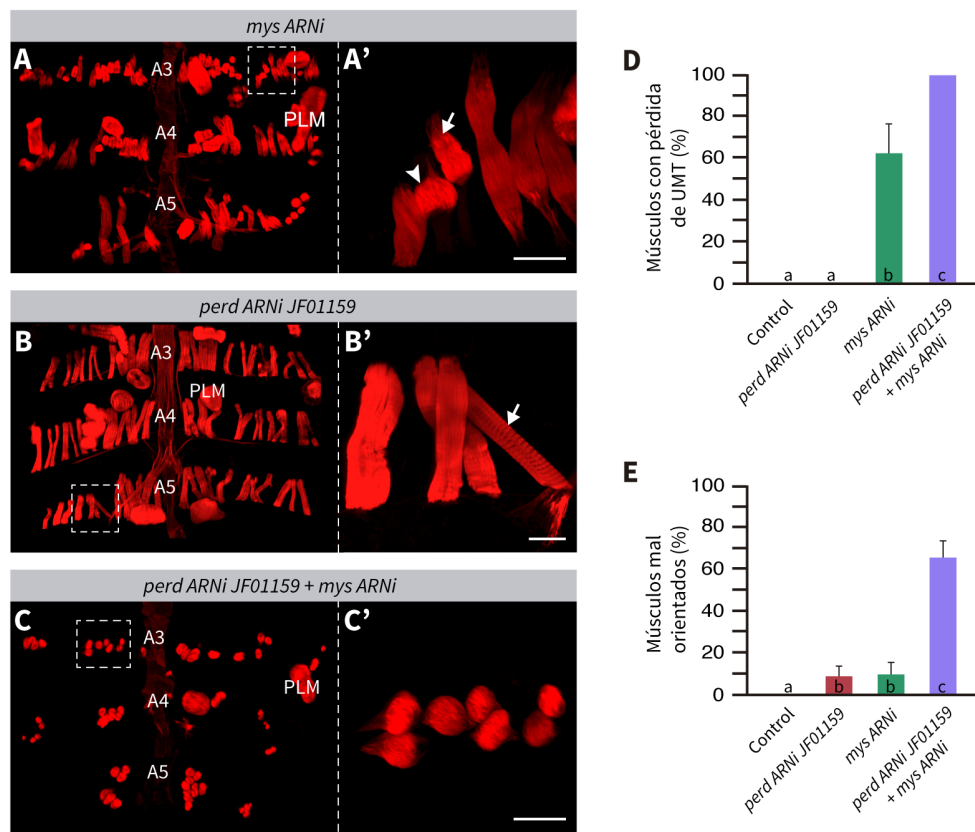 mys ARNi
A
A3
A4
PLM
A5
A'
perd ARNi JF01159
B
A3
PLM
A4
A5
B'
perd ARNi JF01159 + mys ARNi
C
A3
PLM
A4
A5
C'
D
Músculos con pérdida
de UMT (%)
100
80
60
40
20
0
a
a
b
c
Control
perd ARNi JF01159
mys ARNi
perd ARNi JF01159
+ mys ARNi
E
Músculos mal
orientados (%)
100
80
60
40
20
0
a
b
b
c
Control
perd ARNi JF01159
mys ARNi
perd ARNi JF01159
+ mys ARNi